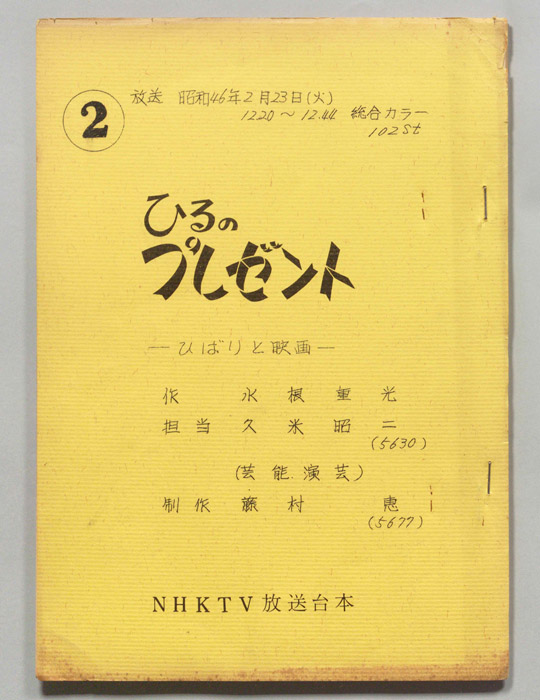 ②
放送 昭和46年2月23日(火)
1220～12.44 総合カラー
102st
ひるの
プレゼント
―ひばりと映画―
作 水根重光
担当 久米昭二
(5630)
(芸能.演芸)
制作 藤村 惠
(5677)
NHKTV放送台本